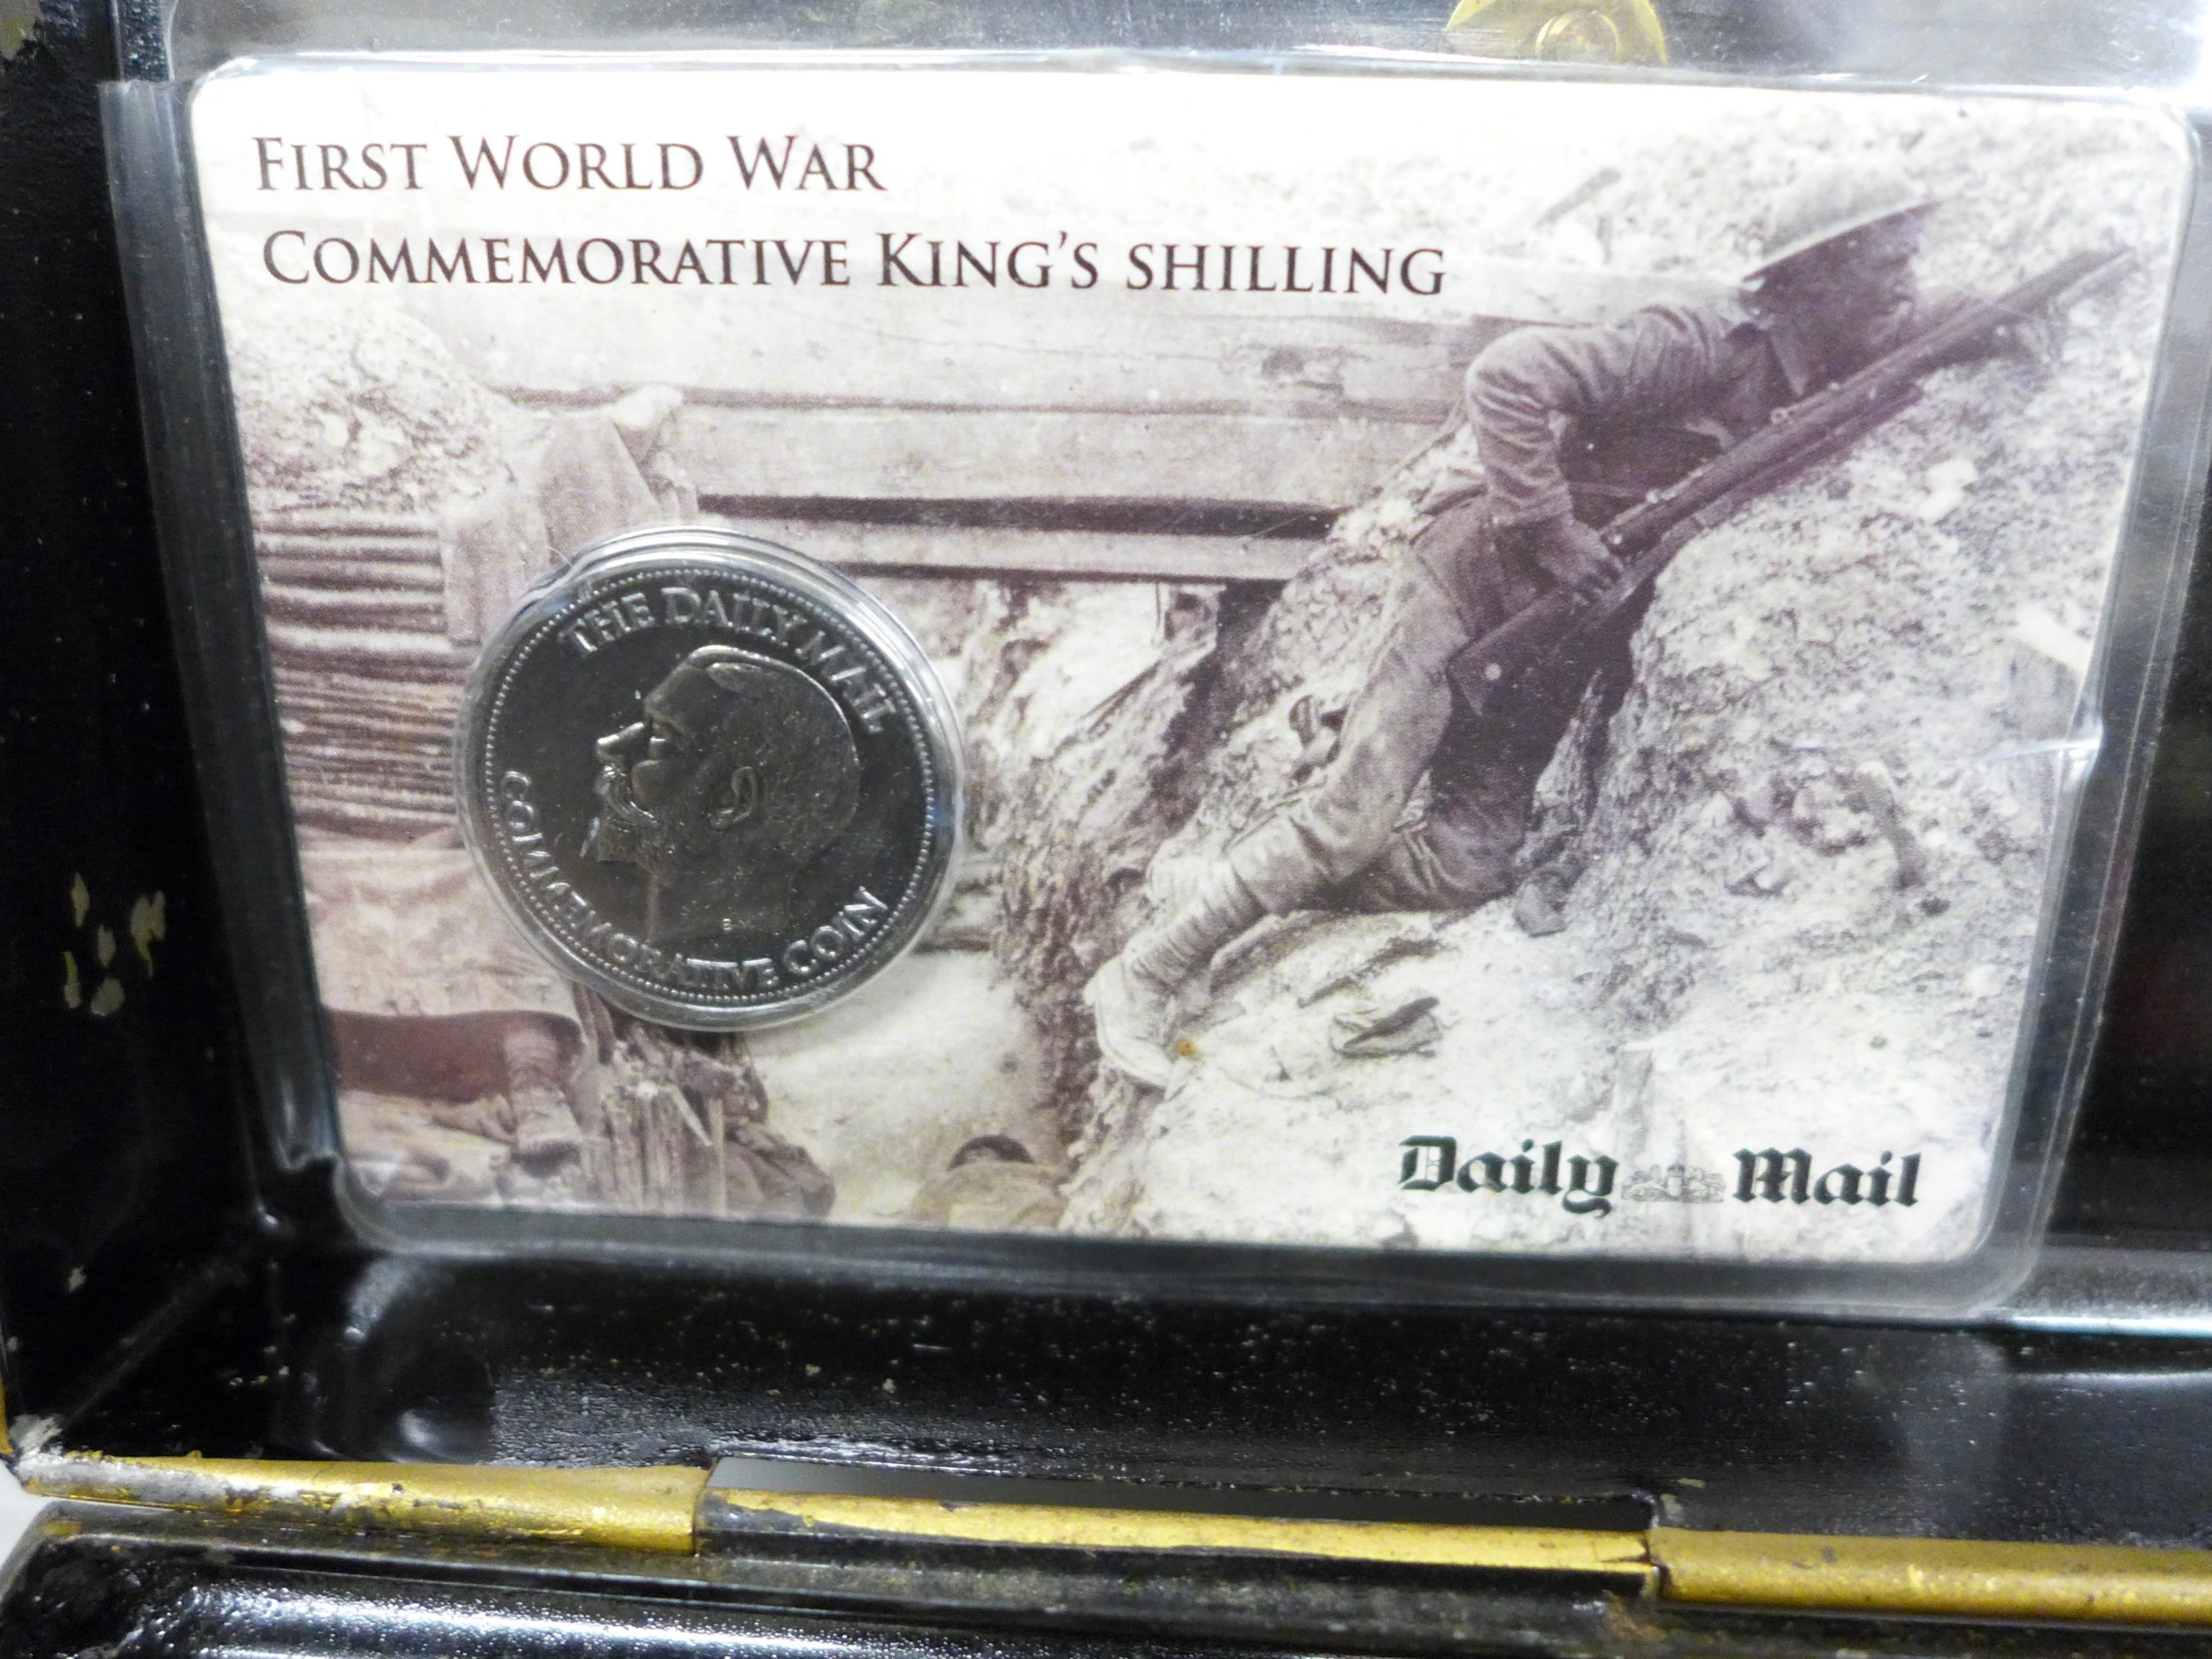 First World War
Commemorative King's shilling
THE DAILY MAIL
COMMEMORATIVE COIN
Daily Mail